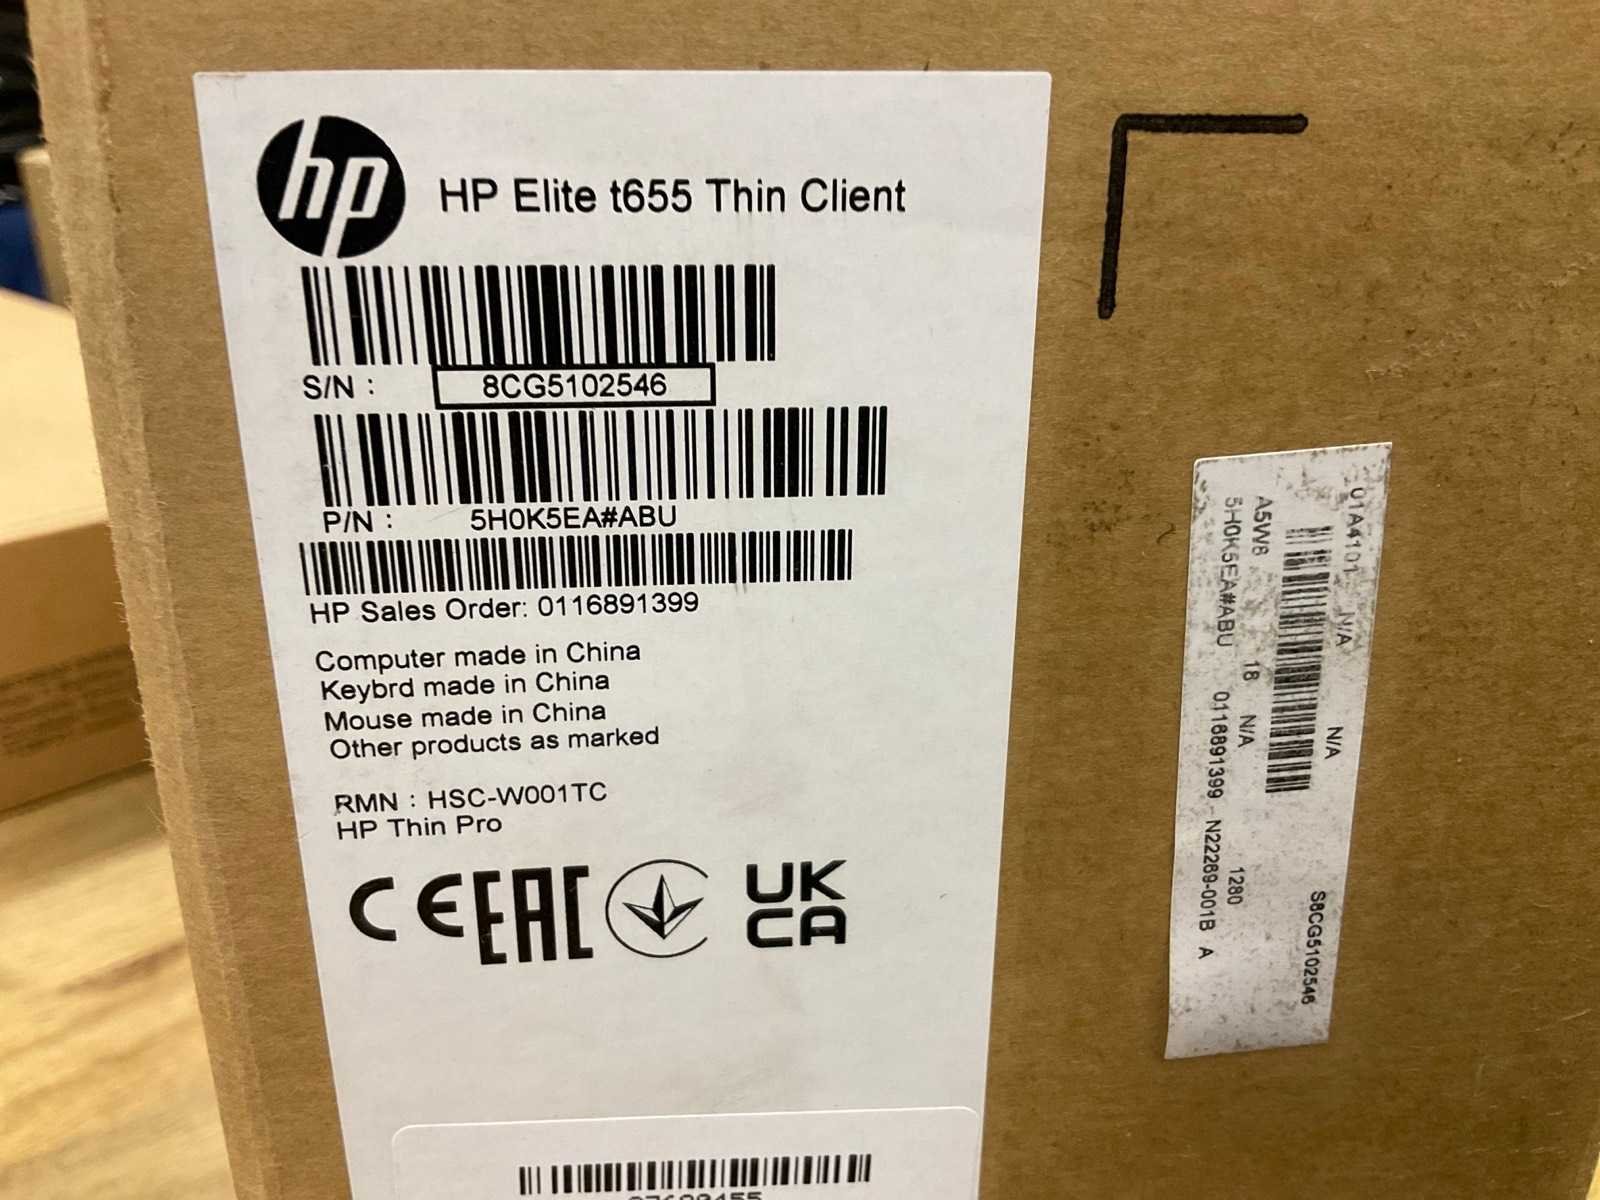 hp
HP Elite t655 Thin Client
S/N : 8CG5102546
P/N : 5H0K5EA#ABU
HP Sales Order: 0116891399
Computer made in China
Keybrd made in China
Mouse made in China
Other products as marked
RMN : HSC-W001TC
HP Thin Pro
CE EAC UK
CA
01A4101 N/A N/A S8CG5102546
A5W8 18 N/A 1280
5H0K5EA#ABU 0116891399 N22269-001B A